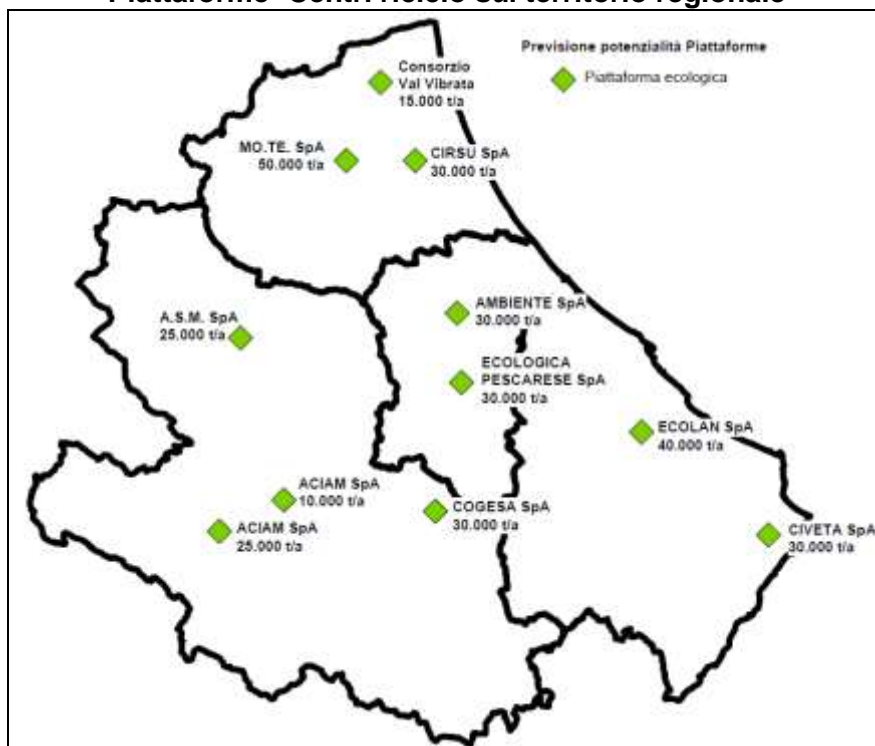 Piattaforme Centri riciclo Sul territorio regionale
Previsione potenzialità Piattaforme
Piattaforma ecologica
Consorzio
Val Vibrata
15.000 t/a
MO.TE. SpA
50.000 t/a
CIRSU SpA
30.000 t/a
A.S.M. SpA
25.000 t/a
AMBIENTE SpA
30.000 t/a
ECOLOGICA
PESCARESE SpA
30.000 t/a
ECOLAN SpA
40.000 t/a
ACIAM SpA
10.000 t/a
ACIAM SpA
25.000 t/a
COGESA SpA
30.000 t/a
CIVETA SpA
30.000 t/a